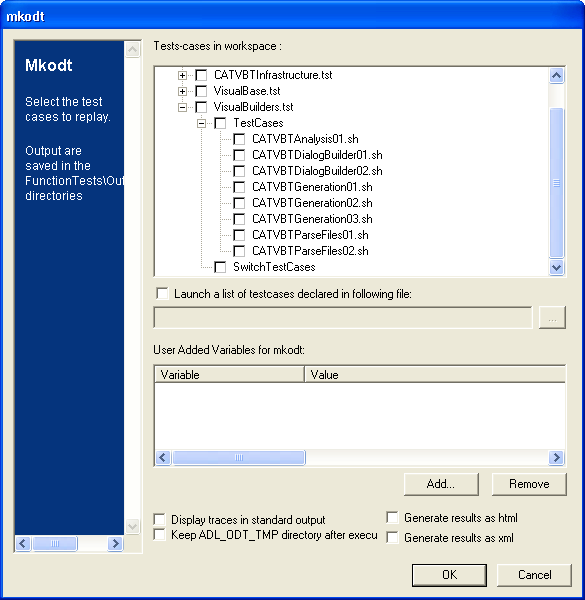 mkodt
Mkodt
Select the test
cases to replay.
Output are
saved in the
FunctionTests\Out
directories
Tests-cases in workspace :
CATVBTInfrastructure.tst
VisualBase.tst
VisualBuilders.tst
TestCases
CATVBTAnalysis01.sh
CATVBTDialogBuilder01.sh
CATVBTDialogBuilder02.sh
CATVBTGeneration01.sh
CATVBTGeneration02.sh
CATVBTGeneration03.sh
CATVBTParseFiles01.sh
CATVBTParseFiles02.sh
SwitchTestCases
Launch a list of testcases declared in following file:
...
User Added Variables for mkodt:
Variable Value
Add... Remove
Display traces in standard output
Keep ADL_ODT_TMP directory after execu
Generate results as html
Generate results as xml
OK Cancel